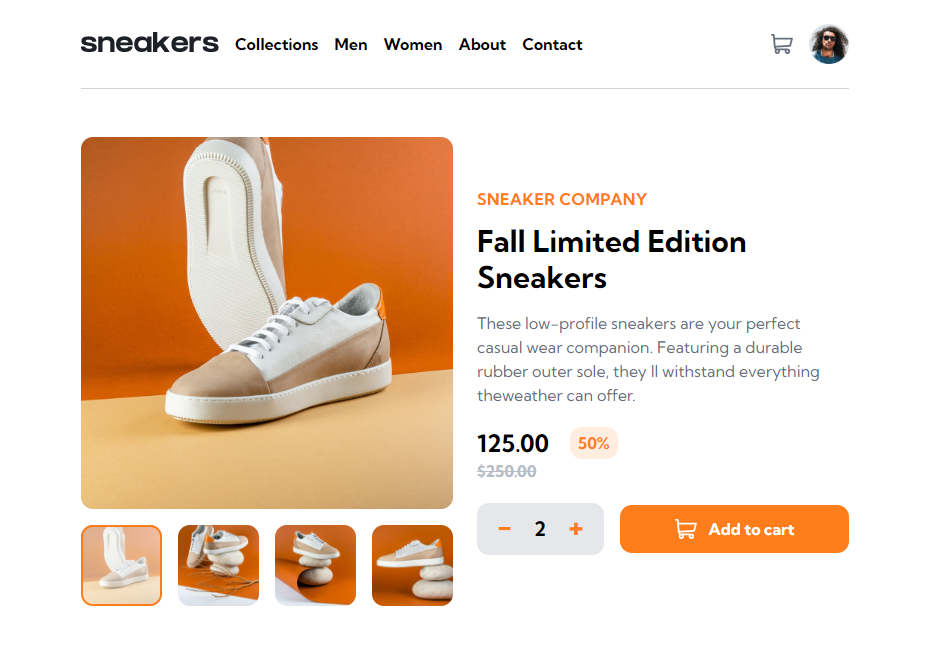 sneakers Collections Men Women About Contact
SNEAKER COMPANY
Fall Limited Edition
Sneakers
These low-profile sneakers are your perfect
casual wear companion. Featuring a durable
rubber outer sole, they ll withstand everything
theweather can offer.
125.00 50%
$250.00
2 Add to cart